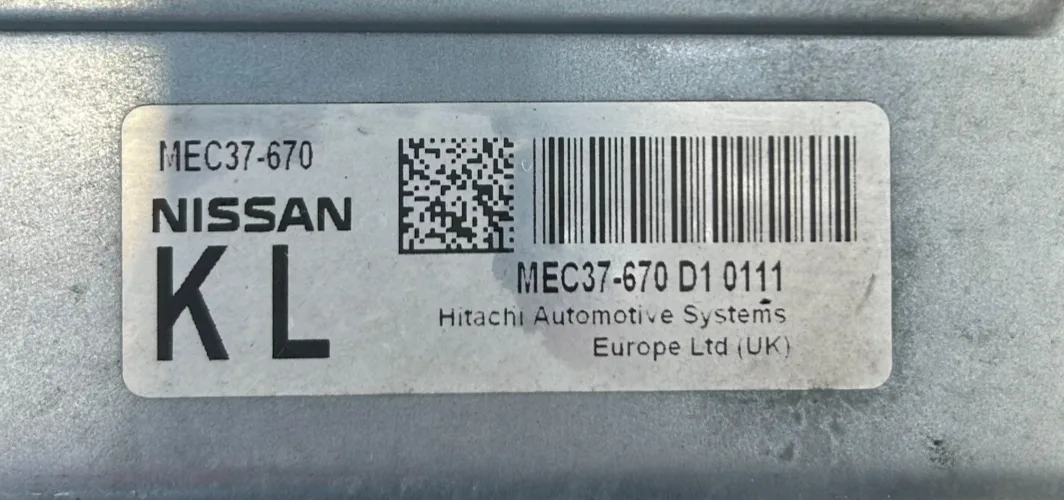 MEC37-670
NISSAN
KL
MEC37-670 D1 0111
Hitachi Automotive Systems
Europe Ltd (UK)